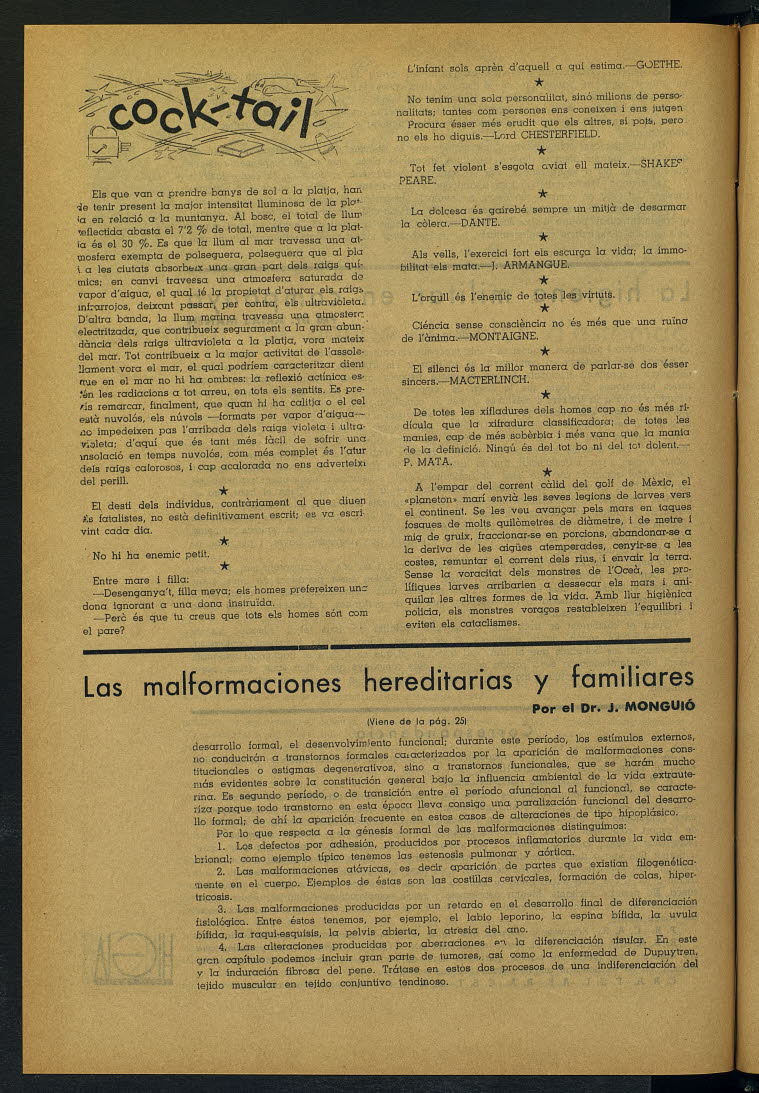 cock-tail
Els que van a prendre banys de sol a la platja, han
de tenir present la major intensitat lluminosa de la plat-
ja en relació a la muntanya. Al bosc, el total de llum
reflectida abasta el 7'2 % de total, mentre que a la plat-
ja és el 30 %. Es que la llum al mar travessa una at-
mosfera exempta de polseguera, polseguera que al pla
i a les ciutats absorbeix una gran part dels raigs quí-
mics; en canvi travessa una atmosfera saturada de
vapor d'aigua, el qual té la propietat d'aturar els raigs
infrarrojos, deixant passar, per contra, els ultravioleta.
D'altra banda, la llum marina travessa una atmosfera
electritzada, que contribueix segurament a la gran abun-
dància dels raigs ultravioleta a la platja, vora mateix
del mar. Tot contribueix a la major activitat de l'assole-
llament vora el mar, el qual podríem caracteritzar dient
que en el mar no hi ha ombres: la reflexió actínica es-
tén les radiacions a tot arreu, en tots els sentits. Es pre-
cis remarcar, finalment, que quan hi ha calitja o el cel
està nuvolós, els núvols —formats per vapor d'aigua—
no impedeixen pas l'arribada dels raigs violeta i ultra-
violeta; d'aquí que és tant més fàcil de sofrir una
insolació en temps nuvolós, com més complet és l'atur
dels raigs calorosos, i cap acalorada no ens adverteix
del perill.
★
El destí dels individus, contràriament al que diuen
els fatalistes, no està definitivament escrit; es va escri-
vint cada dia.
★
No hi ha enemic petit.
★
Entre mare i filla:
—Desenganya't, filla meva; els homes prefereixen una
dona ignorant a una dona instruïda.
—Però és que tu creus que tots els homes són com
el pare?
L'infant sols aprèn d'aquell a qui estima.—GOETHE.
★
No tenim una sola personalitat, sinó milions de perso-
nalitats; tantes com persones ens coneixen i ens jutgen
Procura ésser més erudit que els altres, si pots, pero
no els ho diguis.—Lord CHESTERFIELD.
★
Tot fet violent s'esgota aviat ell mateix.—SHAKES
PEARE.
★
La dolcesa és gairebé sempre un mitjà de desarmar
la còlera.—DANTE.
★
Als vells, l'exercici fort els escurça la vida; la immo-
bilitat els mata.—J. ARMANGUE.
★
L'orgull és l'enemic de totes les virtuts.
★
Ciéncia sense consciència no és més que una ruïna
de l'ànima.—MONTAIGNE.
★
El silenci és la millor manera de parlar-se dos ésser
sincers.—MACTERLINCH.
★
De totes les xifladures dels homes cap no és més ri-
dícula que la xifradura classificadora; de totes les
manies, cap de més sobèrbia i més vana que la mania
de la definició. Ningú és del tot bo ni del tot dolent.—
P. MATA.
★
A l'empar del corrent càlid del golf de Mèxic, el
«planeton» marí envià les seves legions de larves vers
el continent. Se les veu avançar pels mars en taques
fosques de molts quilòmetres de diàmetre, i de metre i
mig de gruix, fraccionar-se en porcions, abandonar-se a
la deriva de les aigües atemperades, cenyir-se a les
costes, remuntar el corrent dels rius, i envair la terra.
Sense la voracitat dels monstres de l'Oceà, les pro-
lífiques larves arribarien a dessecar els mars i ani-
quilar les altres formes de la vida. Amb llur higiènica
policia, els monstres voraços restableixen l'equilibri i
eviten els cataclismes.
Las malformaciones hereditarias y familiares
Por el Dr. J. MONGUIÓ
(Viene de la pág. 25)
desarrollo formal, el desenvolvimiento funcional; durante este período, los estímulos externos,
no conducirán a transtornos formales caracterizados por la aparición de malformaciones cons-
titucionales o estigmas degenerativos, sino a transtornos funcionales, que se harán mucho
más evidentes sobre la constitución general bajo la influencia ambiental de la vida extraute-
rina. Es segundo período, o de transición entre el período afuncional al funcional, se caracte-
riza porque todo transtorno en esta época lleva consigo una paralización funcional del desarro-
llo formal; de ahí la aparición frecuente en estos casos de alteraciones de tipo hipoplásico.
Por lo que respecta a la génesis formal de las malformaciones distinguimos:
1. Los defectos por adhesión, producidos por procesos inflamatorios durante la vida em-
brional; como ejemplo típico tenemos las estenosis pulmonar y aórtica.
2. Las malformaciones atávicas, es decir aparición de partes que existían filogenética-
mente en el cuerpo. Ejemplos de éstas son las costillas cervicales, formación de colas, hiper-
tricosis.
3. Las malformaciones producidas por un retardo en el desarrollo final de diferenciación
fisiológica. Entre éstos tenemos, por ejemplo, el labio leporino, la espina bífida, la uvula
bífida, la raqui-esquisis, la pelvis abierta, la atresia del ano.
4. Las alteraciones producidas por aberraciones en la diferenciación tisular. En este
gran capítulo podemos incluir gran parte de tumores, así como la enfermedad de Dupuytren,
y la induración fibrosa del pene. Trátase en estos dos procesos de una indiferenciación del
tejido muscular en tejido conjuntivo tendinoso.